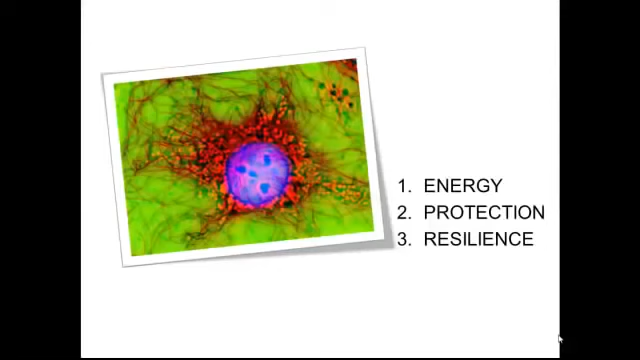 1. ENERGY
2. PROTECTION
3. RESILIENCE